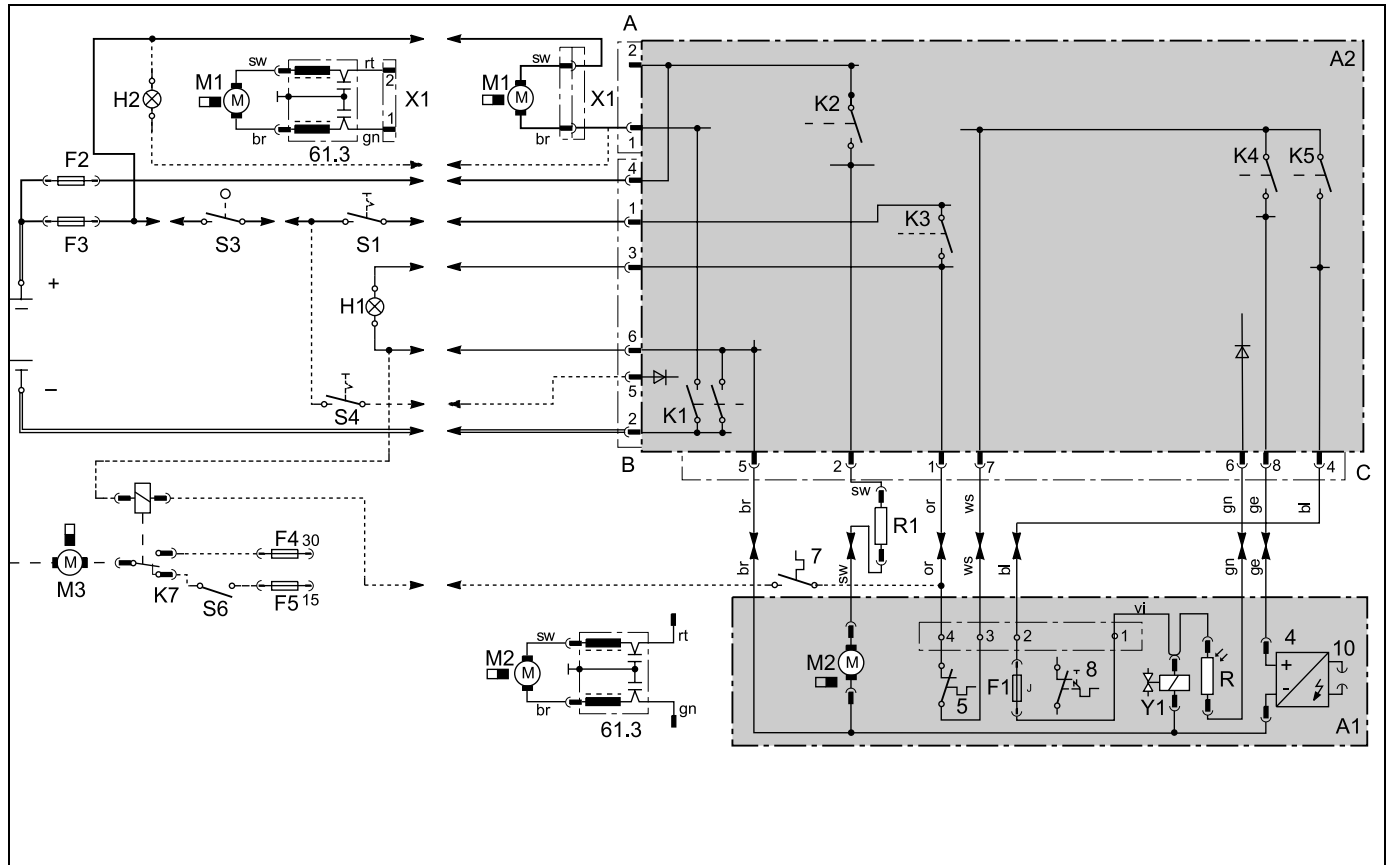 A
2
A2
sw
rt
sw
M1
M
2
M1
M
X1
X1
K2
H2
1
br
gn
br
1
61.3
F2
4
K4
K5
1
F3
S3
S1
K3
3
+
H1
6
5
S4
K1
2
−
B
5
2
1
7
6
8
4
C
sw
br
or
ws
gn
ge
bl
R1
7
F4 30
M
M3
K7
S6
F5 15
br
sw
or
ws
bl
gn
ge
vi
sw
rt
4
3
2
1
4
10
M2
M
M2
M
8
+
-
F1
J
R
5
Y1
br
gn
A1
61.3